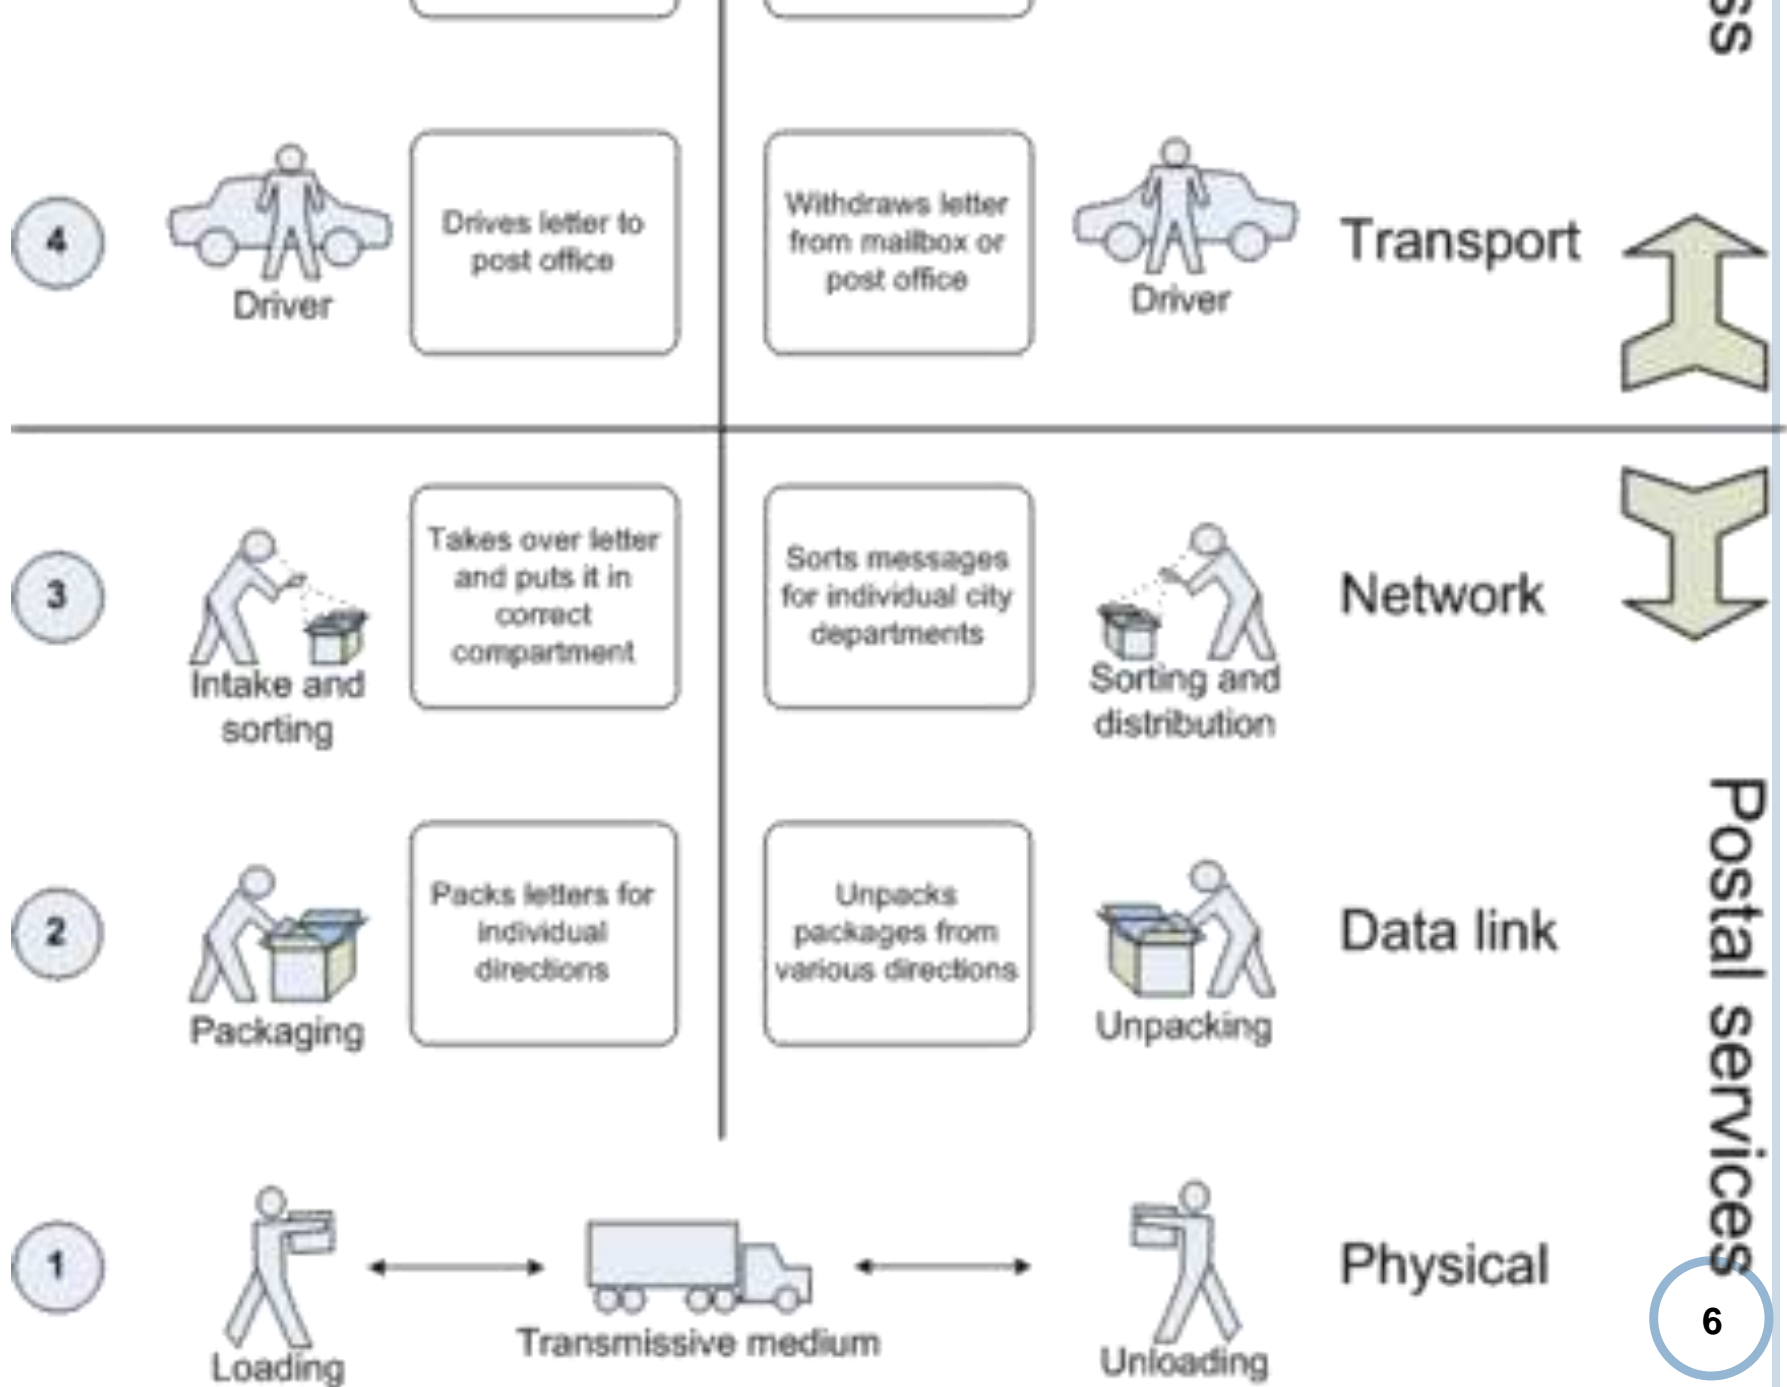 ss
4
Driver
Drives letter to
post office
Withdraws letter
from mailbox or
post office
Driver
Transport
3
Intake and
sorting
Takes over letter
and puts it in
correct
compartment
Sorts messages
for individual city
departments
Sorting and
distribution
Network
2
Packaging
Packs letters for
individual
directions
Unpacks
packages from
various directions
Unpacking
Data link
Postal services
1
Loading
Transmissive medium
Unloading
Physical
6